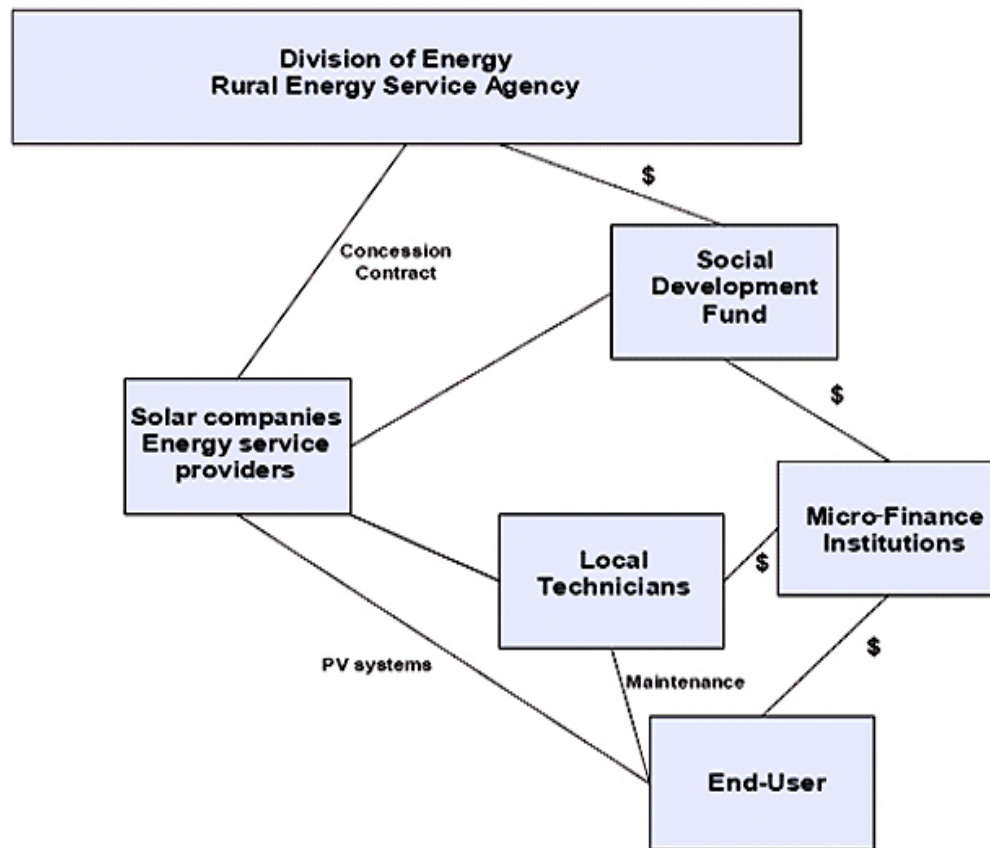 Division of Energy
Rural Energy Service Agency
$
Concession
Contract
Social
Development
Fund
$
Solar companies
Energy service
providers
Micro-Finance
Institutions
Local
Technicians
$
$
PV systems
Maintenance
End-User